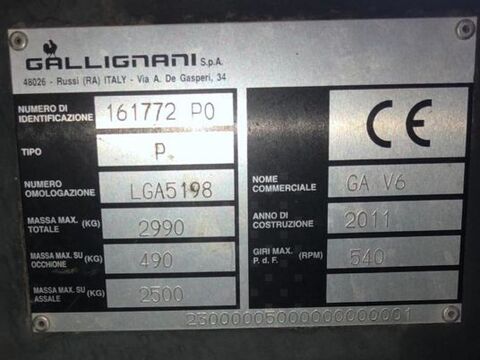 GALLIGNANI S.p.A.
48026 - Russi (RA) ITALY - Via A. De Gasperi, 34
NUMERO DI IDENTIFICAZIONE 161772 P0
TIPO P
NUMERO OMOLOGAZIONE LGA5198
MASSA MAX. TOTALE (KG) 2990
MASSA MAX. SU OCCHIONE (KG) 490
MASSA MAX. SU ASSALE (KG) 2500
CE
NOME COMMERCIALE GA V6
ANNO DI COSTRUZIONE 2011
GIRI MAX. P. d. F. (RPM) 540
23000005000000000001